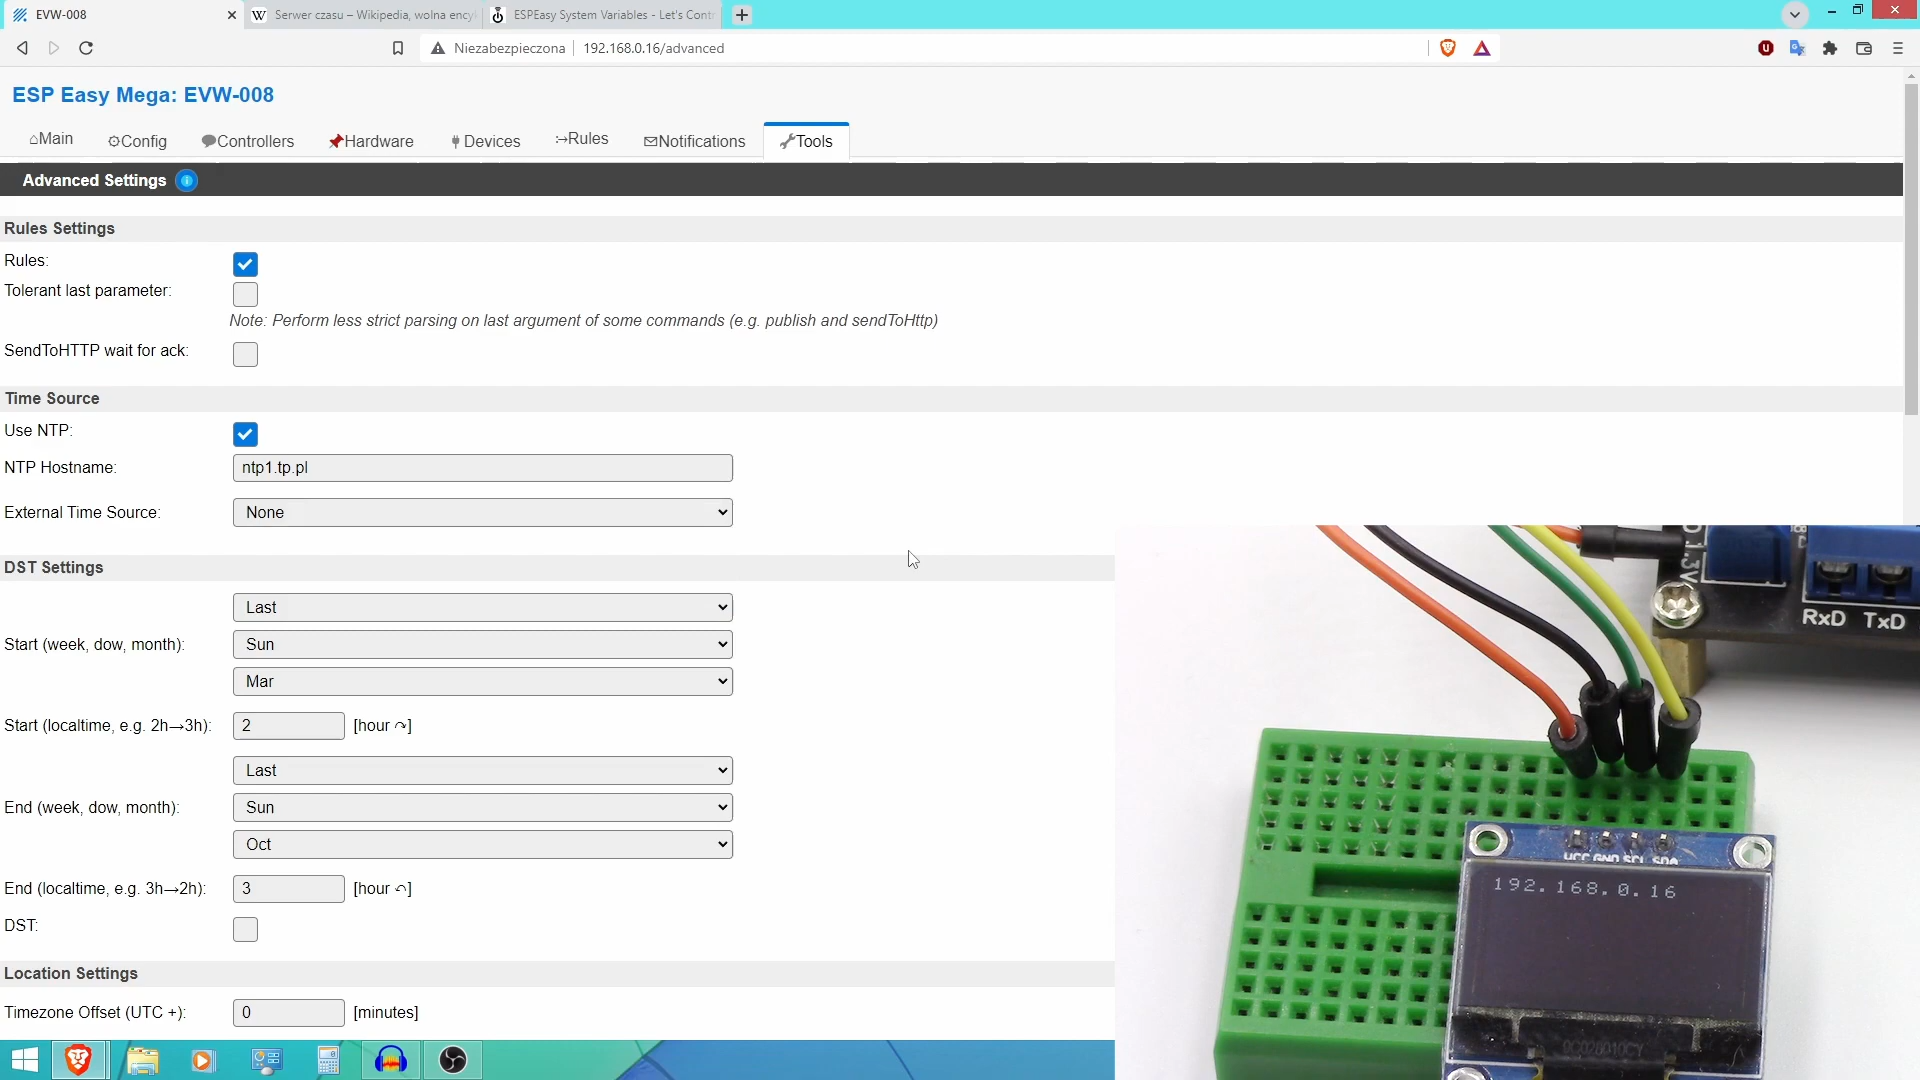 EVW-008
Serwer czasu – Wikipedia, wolna ency
ESPEasy System Variables - Let's Contr
Niezabezpieczona
192.168.0.16/advanced
ESP Easy Mega: EVW-008
Main
Config
Controllers
Hardware
Devices
Rules
Notifications
Tools
Advanced Settings
Rules Settings
Rules:
Tolerant last parameter:
Note: Perform less strict parsing on last argument of some commands (e.g. publish and sendToHttp)
SendToHTTP wait for ack:
Time Source
Use NTP:
NTP Hostname: ntp1.tp.pl
External Time Source: None
DST Settings
Last
Start (week, dow, month): Sun
Mar
Start (localtime, e.g. 2h→3h): 2 [hour ↷]
Last
End (week, dow, month): Sun
Oct
End (localtime, e.g. 3h→2h): 3 [hour ↶]
DST:
Location Settings
Timezone Offset (UTC +): 0 [minutes]
RxD TxD
VCC GND SCL SDA
192.168.0.16